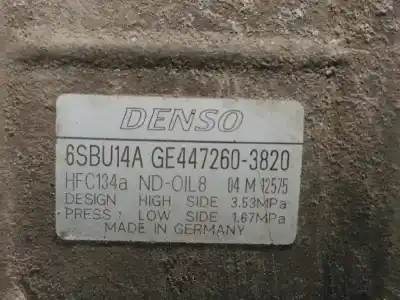 DENSO
6SBU14A GE447260-3820
HFC134a ND-OIL8 04 M 12575
DESIGN HIGH SIDE 3.53MPa
PRESS: LOW SIDE 1.67MPa
MADE IN GERMANY